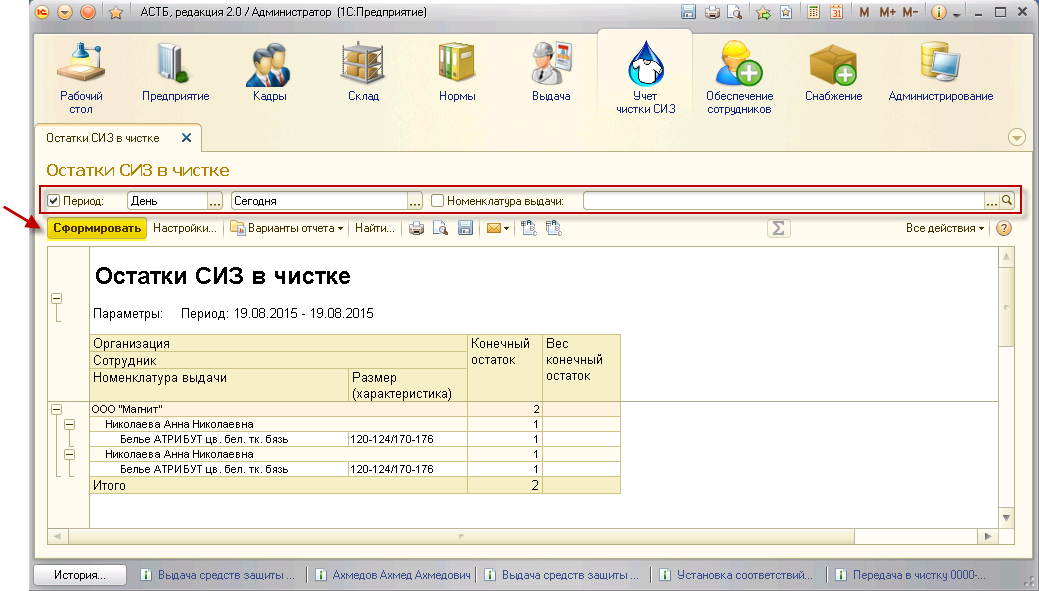 АСТБ, редакция 2.0 / Администратор (1С:Предприятие)
M M+ M-
Рабочий стол
Предприятие
Кадры
Склад
Нормы
Выдача
Учет чистки СИЗ
Обеспечение сотрудников
Снабжение
Администрирование
Остатки СИЗ в чистке
Остатки СИЗ в чистке
Период: День ... Сегодня ... Номенклатура выдачи: ...
Сформировать Настройки... Варианты отчета Найти... Σ Все действия ?
Остатки СИЗ в чистке
Параметры: Период: 19.08.2015 - 19.08.2015
Организация Конечный остаток Вес конечный остаток
Сотрудник
Номенклатура выдачи Размер (характеристика)
ООО "Магнит" 2
Николаева Анна Николаевна 1
Белье АТРИБУТ цв. бел. тк. бязь 120-124/170-176 1
Николаева Анна Николаевна 1
Белье АТРИБУТ цв. бел. тк. бязь 120-124/170-176 1
Итого 2
История... Выдача средств защиты ... Ахмедов Ахмед Ахмедович Выдача средств защиты ... Установка соответствий... Передача в чистку 0000-...